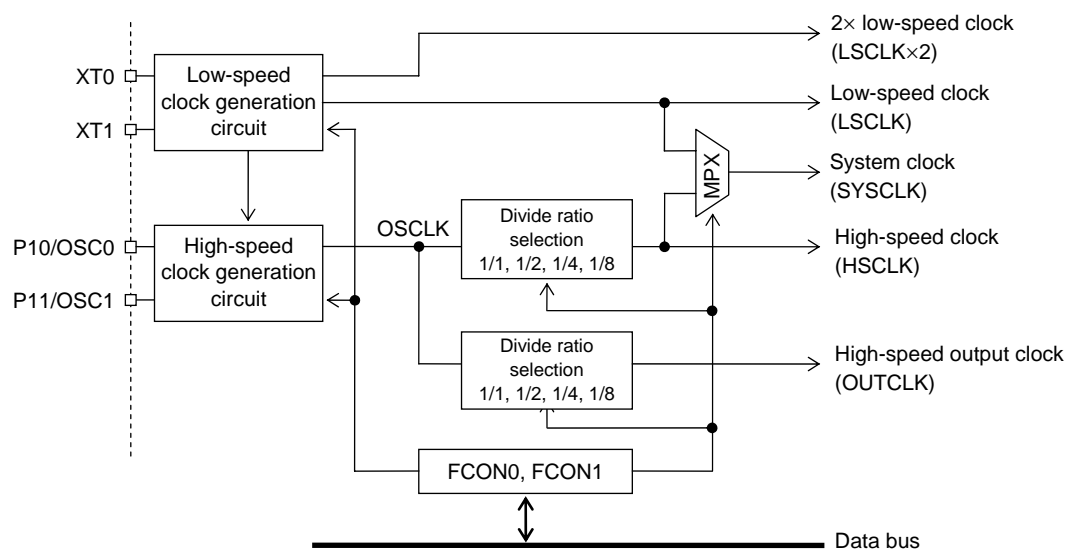 2× low-speed clock
(LSCLK×2)
XT0
Low-speed
clock generation
circuit
Low-speed clock
(LSCLK)
XT1
MPX
System clock
(SYSCLK)
P10/OSC0
High-speed
clock generation
circuit
OSCLK
Divide ratio
selection
1/1, 1/2, 1/4, 1/8
High-speed clock
(HSCLK)
P11/OSC1
Divide ratio
selection
1/1, 1/2, 1/4, 1/8
High-speed output clock
(OUTCLK)
FCON0, FCON1
Data bus